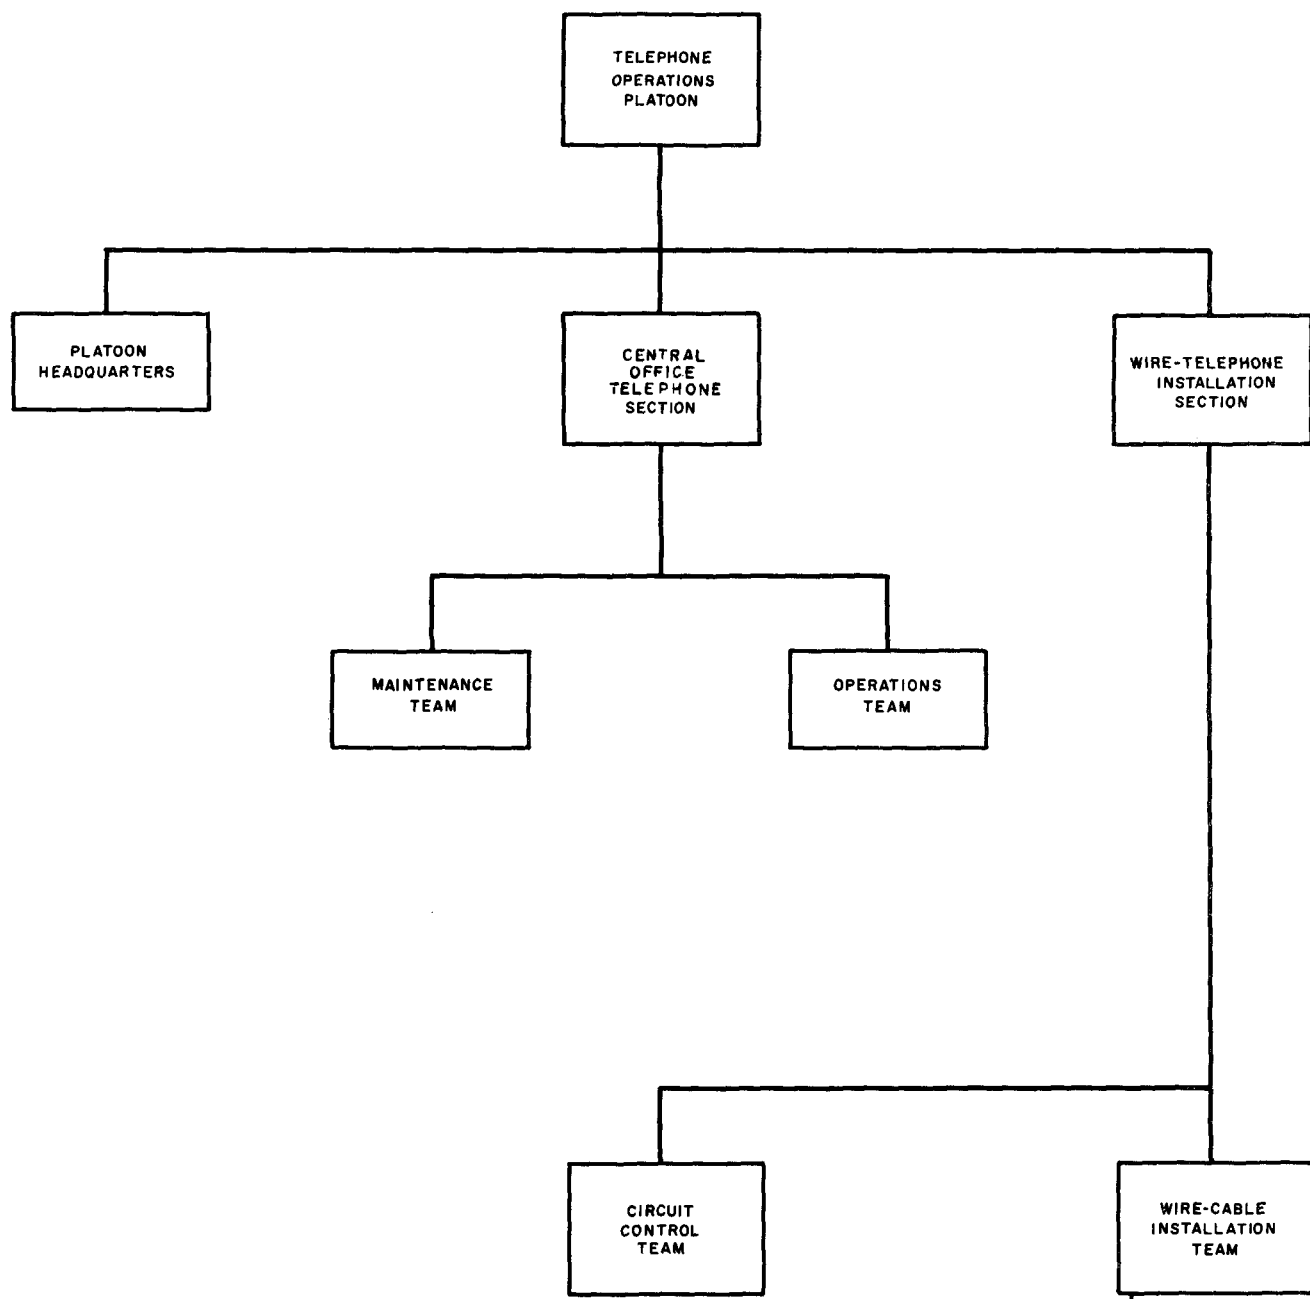 TELEPHONE
OPERATIONS
PLATOON
PLATOON
HEADQUARTERS
CENTRAL
OFFICE
TELEPHONE
SECTION
WIRE-TELEPHONE
INSTALLATION
SECTION
MAINTENANCE
TEAM
OPERATIONS
TEAM
CIRCUIT
CONTROL
TEAM
WIRE-CABLE
INSTALLATION
TEAM